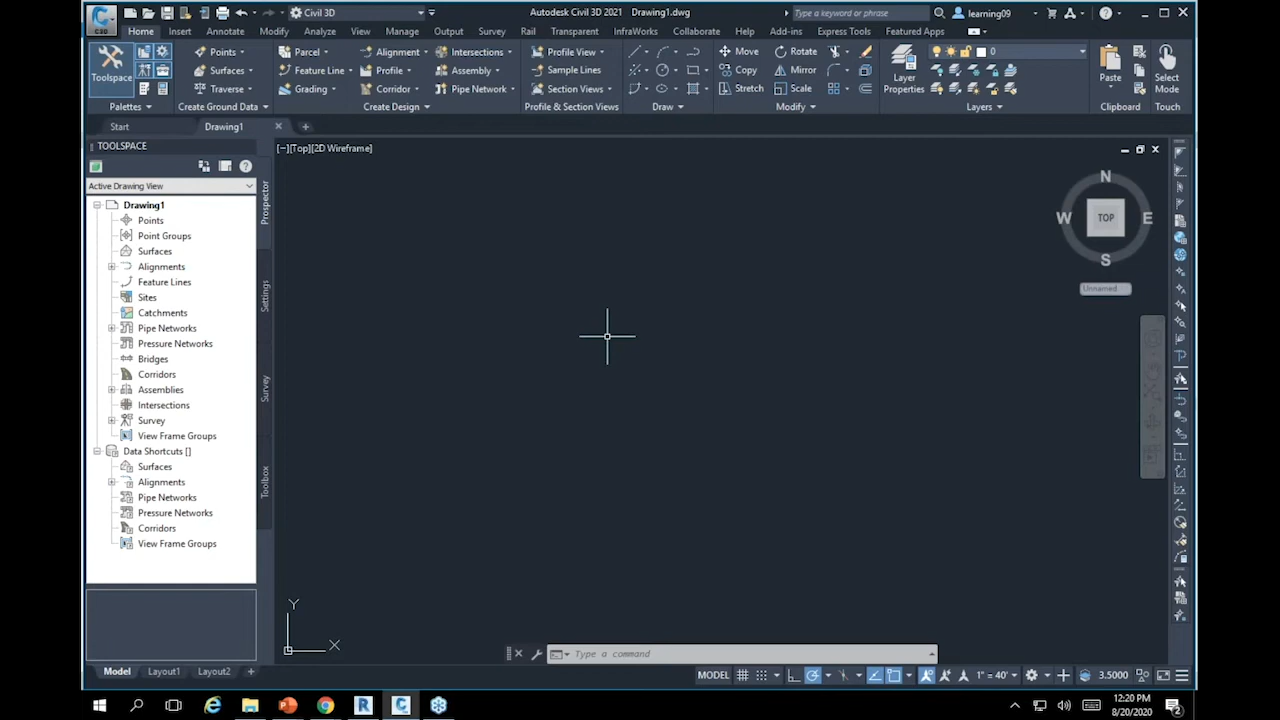 Civil 3D
Autodesk Civil 3D 2021 Drawing1.dwg
Type a keyword or phrase
learning09
C3D
Home Insert Annotate Modify Analyze View Manage Output Survey Rail Transparent InfraWorks Collaborate Help Add-ins Express Tools Featured Apps
Toolspace
Points
Surfaces
Traverse
Parcel
Feature Line
Grading
Alignment
Profile
Corridor
Intersections
Assembly
Pipe Network
Profile View
Sample Lines
Section Views
Move
Copy
Stretch
Rotate
Mirror
Scale
Layer
Properties
0
Paste
Select
Mode
Palettes Create Ground Data Create Design Profile & Section Views Draw Modify Layers Clipboard Touch
Start Drawing1
TOOLSPACE
Active Drawing View
Drawing1
Points
Point Groups
Surfaces
Alignments
Feature Lines
Sites
Catchments
Pipe Networks
Pressure Networks
Bridges
Corridors
Assemblies
Intersections
Survey
View Frame Groups
Data Shortcuts []
Surfaces
Alignments
Pipe Networks
Pressure Networks
Corridors
View Frame Groups
Prospector
Settings
Survey
Toolbox
[−][Top][2D Wireframe]
N
W TOP E
S
Unnamed
Y
X
Type a command
Model Layout1 Layout2
MODEL 1" = 40' 3.5000
12:20 PM
8/20/2020
2